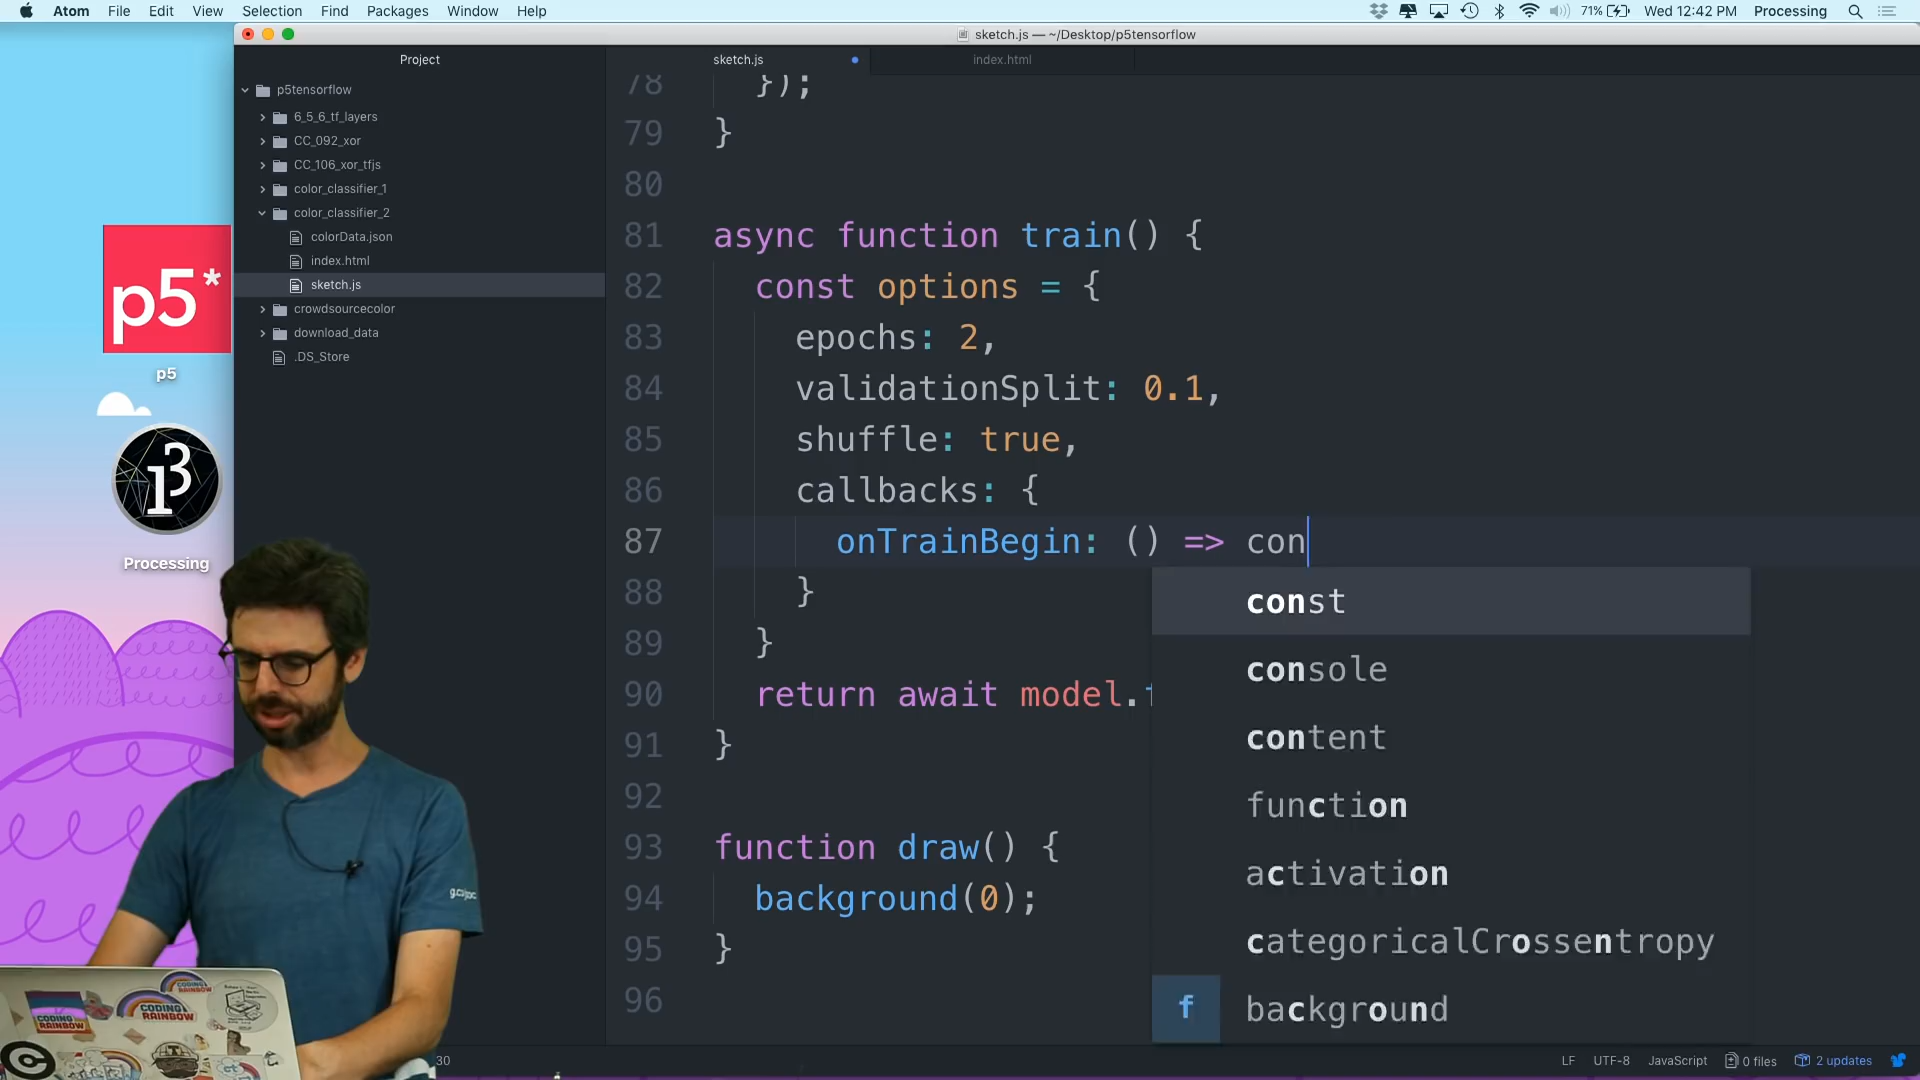 Atom File Edit View Selection Find Packages Window Help
71% Wed 12:42 PM Processing
sketch.js — ~/Desktop/p5tensorflow
Project
sketch.js
index.html
p5tensorflow
6_5_6_tf_layers
CC_092_xor
CC_106_xor_tfjs
color_classifier_1
color_classifier_2
colorData.json
index.html
sketch.js
crowdsourcecolor
download_data
.DS_Store
p5*
p5
Processing
78 });
79 }
80
81 async function train() {
82 const options = {
83 epochs: 2,
84 validationSplit: 0.1,
85 shuffle: true,
86 callbacks: {
87 onTrainBegin: () => con
88 }
89 }
90 return await model.
91 }
92
93 function draw() {
94 background(0);
95 }
96
const
console
content
function
activation
categoricalCrossentropy
f background
CODING RAINBOW
CODING RAINBOW
30
LF UTF-8 JavaScript 0 files 2 updates